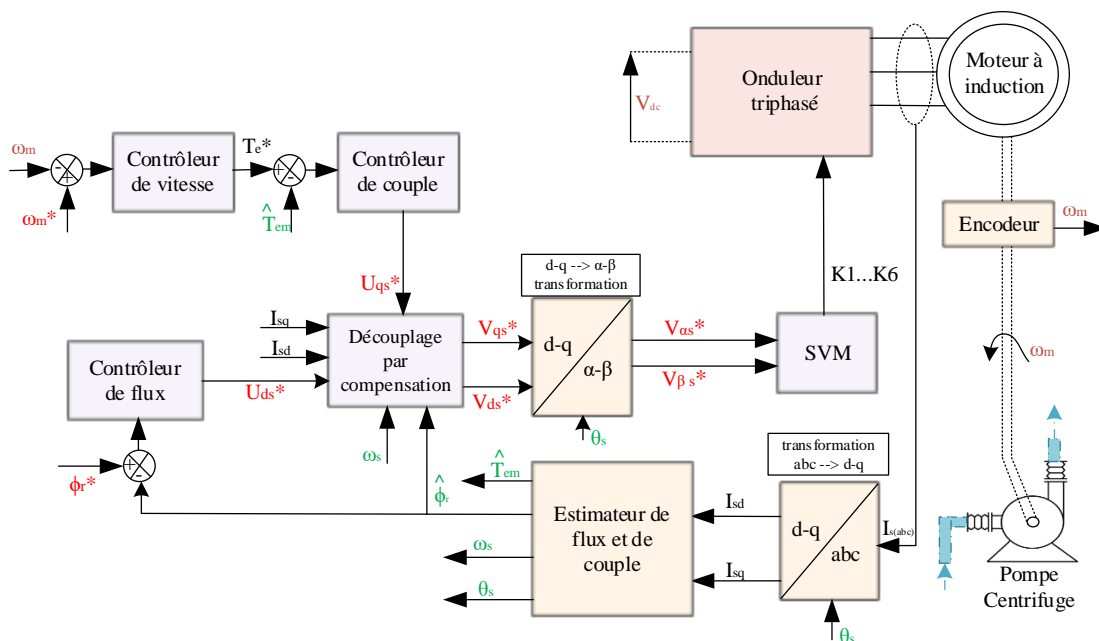 Onduleur
triphasé
Moteur à
induction
V dc
ωm
Contrôleur
de vitesse
Te*
Contrôleur
de couple
ωm*
T̂em
Encodeur
ωm
K1...K6
Uqs*
d-q --> α-β
transformation
Isq
Isd
Découplage
par
compensation
Vqs*
Vds*
d-q
α-β
Vαs*
Vβ s*
SVM
ωm
Contrôleur
de flux
Uds*
ωs
ϕ̂r
θs
transformation
abc --> d-q
ϕr*
T̂em
Estimateur de
flux et de
couple
Isd
Isq
d-q
abc
Is(abc)
ωs
θs
θs
Pompe
Centrifuge
+
-
+
-
+
-